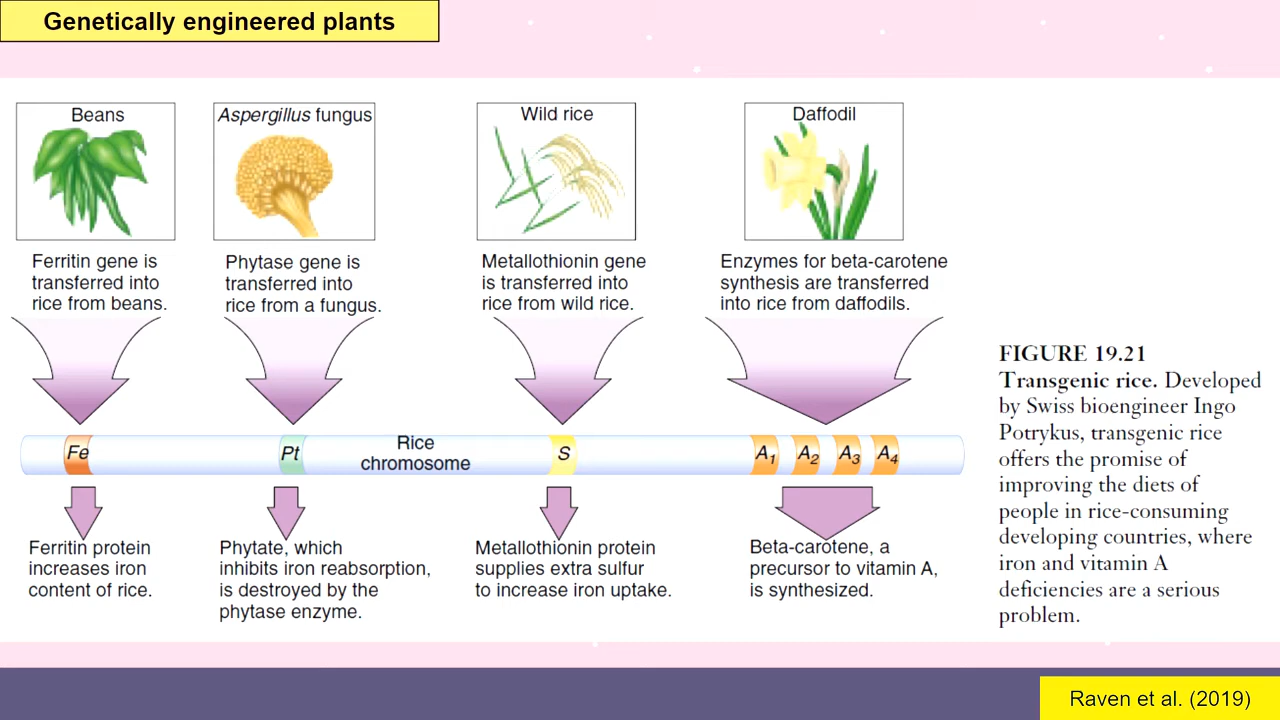 Genetically engineered plants
Beans
Aspergillus fungus
Wild rice
Daffodil
Ferritin gene is
transferred into
rice from beans.
Phytase gene is
transferred into
rice from a fungus.
Metallothionin gene
is transferred into
rice from wild rice.
Enzymes for beta-carotene
synthesis are transferred
into rice from daffodils.
Fe
Pt
Rice
chromosome
S
A1
A2
A3
A4
Ferritin protein
increases iron
content of rice.
Phytate, which
inhibits iron reabsorption,
is destroyed by the
phytase enzyme.
Metallothionin protein
supplies extra sulfur
to increase iron uptake.
Beta-carotene, a
precursor to vitamin A,
is synthesized.
FIGURE 19.21
Transgenic rice. Developed
by Swiss bioengineer Ingo
Potrykus, transgenic rice
offers the promise of
improving the diets of
people in rice-consuming
developing countries, where
iron and vitamin A
deficiencies are a serious
problem.
Raven et al. (2019)